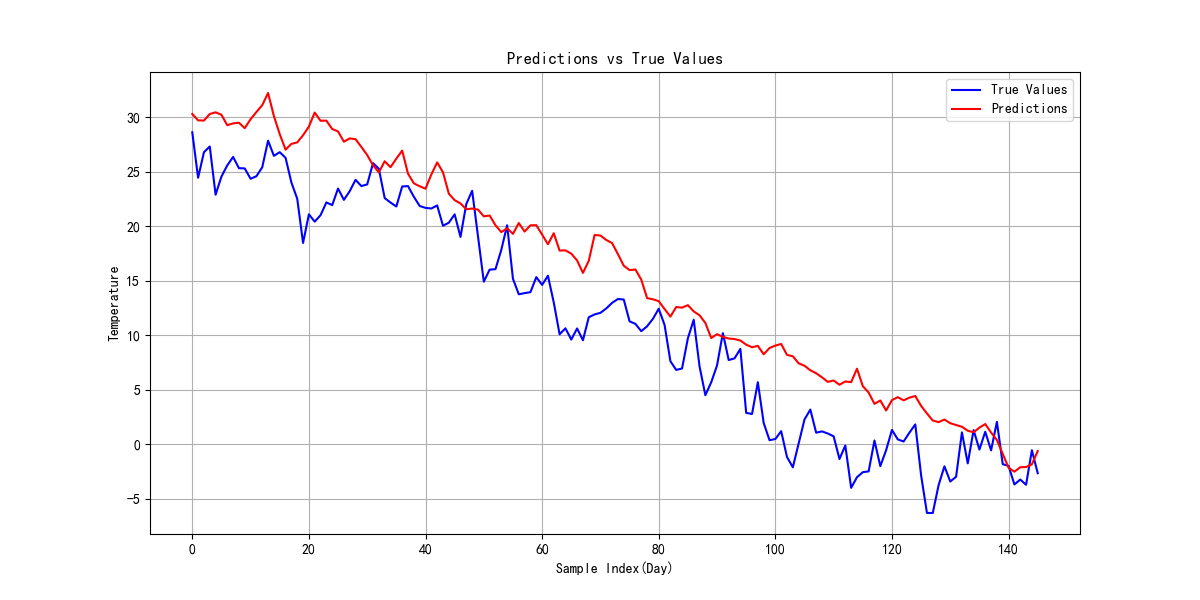 Predictions vs True Values
True Values
Predictions
30
25
20
15
10
5
0
−5
Temperature
0 20 40 60 80 100 120 140
Sample Index(Day)